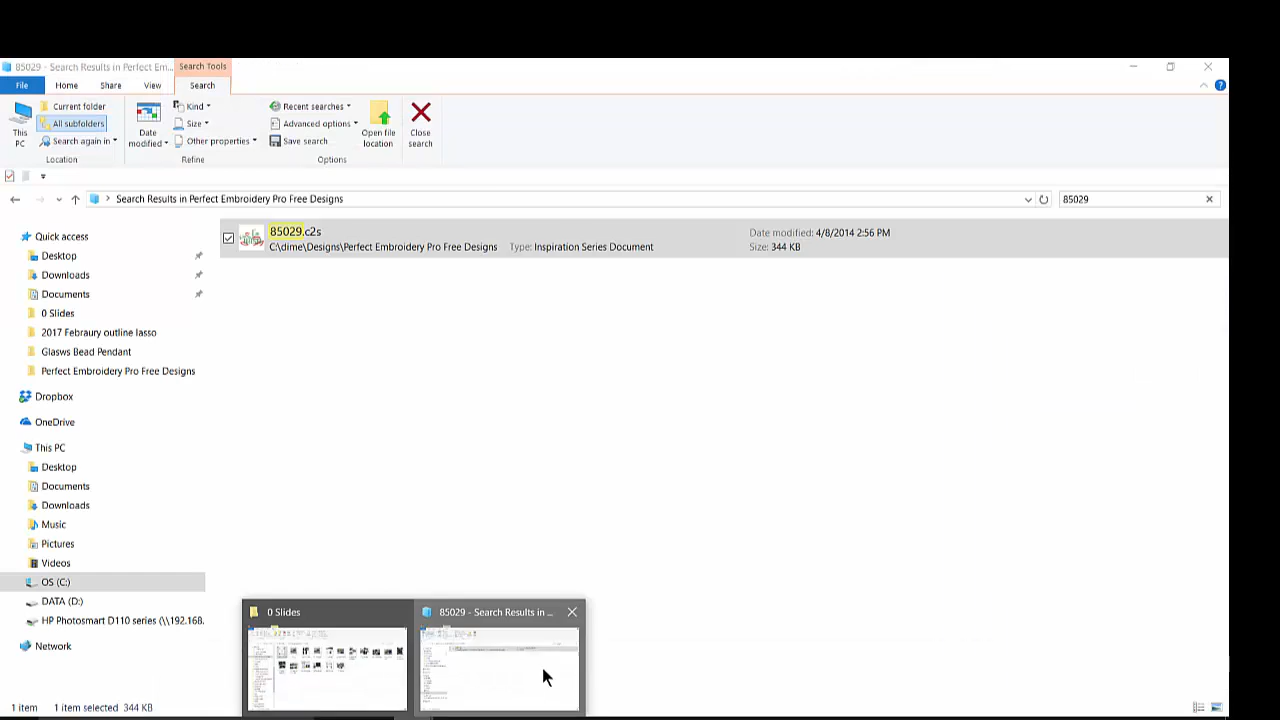 85029 - Search Results in Perfect Em...
Search Tools
File
Home
Share
View
Search
This PC
Current folder
All subfolders
Search again in
Location
Date modified
Kind
Size
Other properties
Refine
Recent searches
Advanced options
Save search
Options
Open file location
Close search
Search Results in Perfect Embroidery Pro Free Designs
85029
Quick access
Desktop
Downloads
Documents
0 Slides
2017 Febraury outline lasso
Glasws Bead Pendant
Perfect Embroidery Pro Free Designs
Dropbox
OneDrive
This PC
Desktop
Documents
Downloads
Music
Pictures
Videos
OS (C:)
DATA (D:)
HP Photosmart D110 series (\\192.168.
Network
85029.c2s
C:\dime\Designs\Perfect Embroidery Pro Free Designs
Type: Inspiration Series Document
Date modified: 4/8/2014 2:56 PM
Size: 344 KB
0 Slides
85029 - Search Results in ...
1 item
1 item selected 344 KB